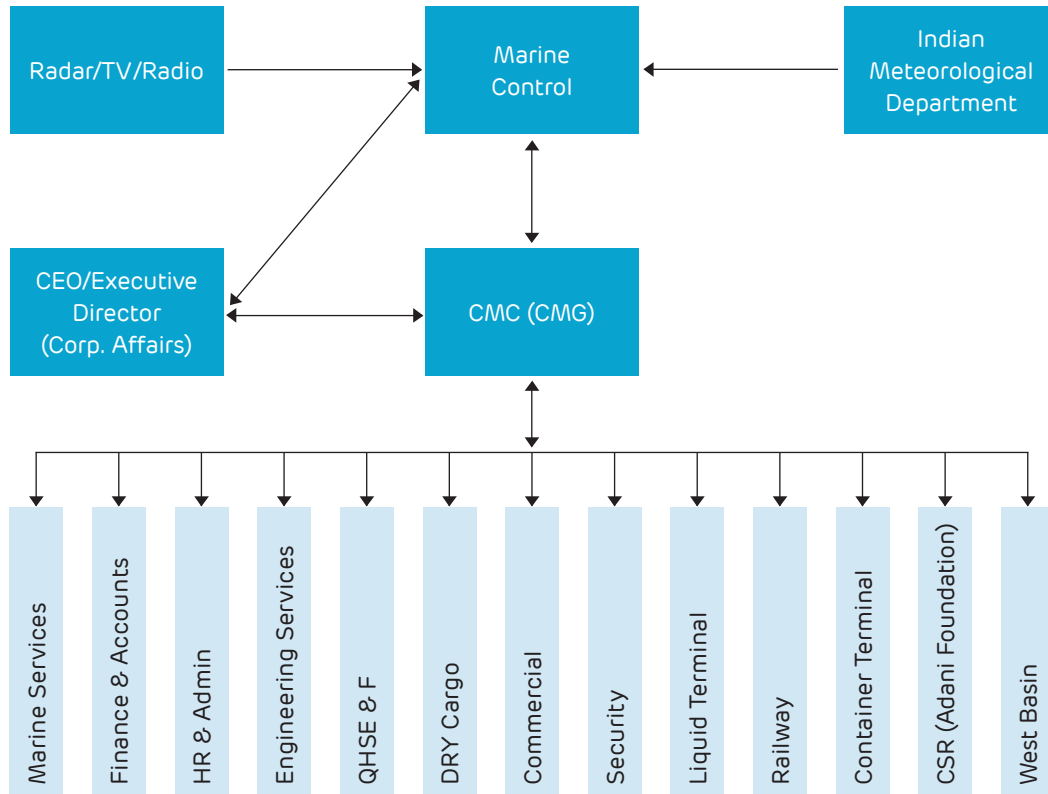 Radar/TV/Radio
Marine
Control
Indian
Meteorological
Department
CEO/Executive
Director
(Corp. Affairs)
CMC (CMG)
Marine Services
Finance & Accounts
HR & Admin
Engineering Services
QHSE & F
DRY Cargo
Commercial
Security
Liquid Terminal
Railway
Container Terminal
CSR (Adani Foundation)
West Basin